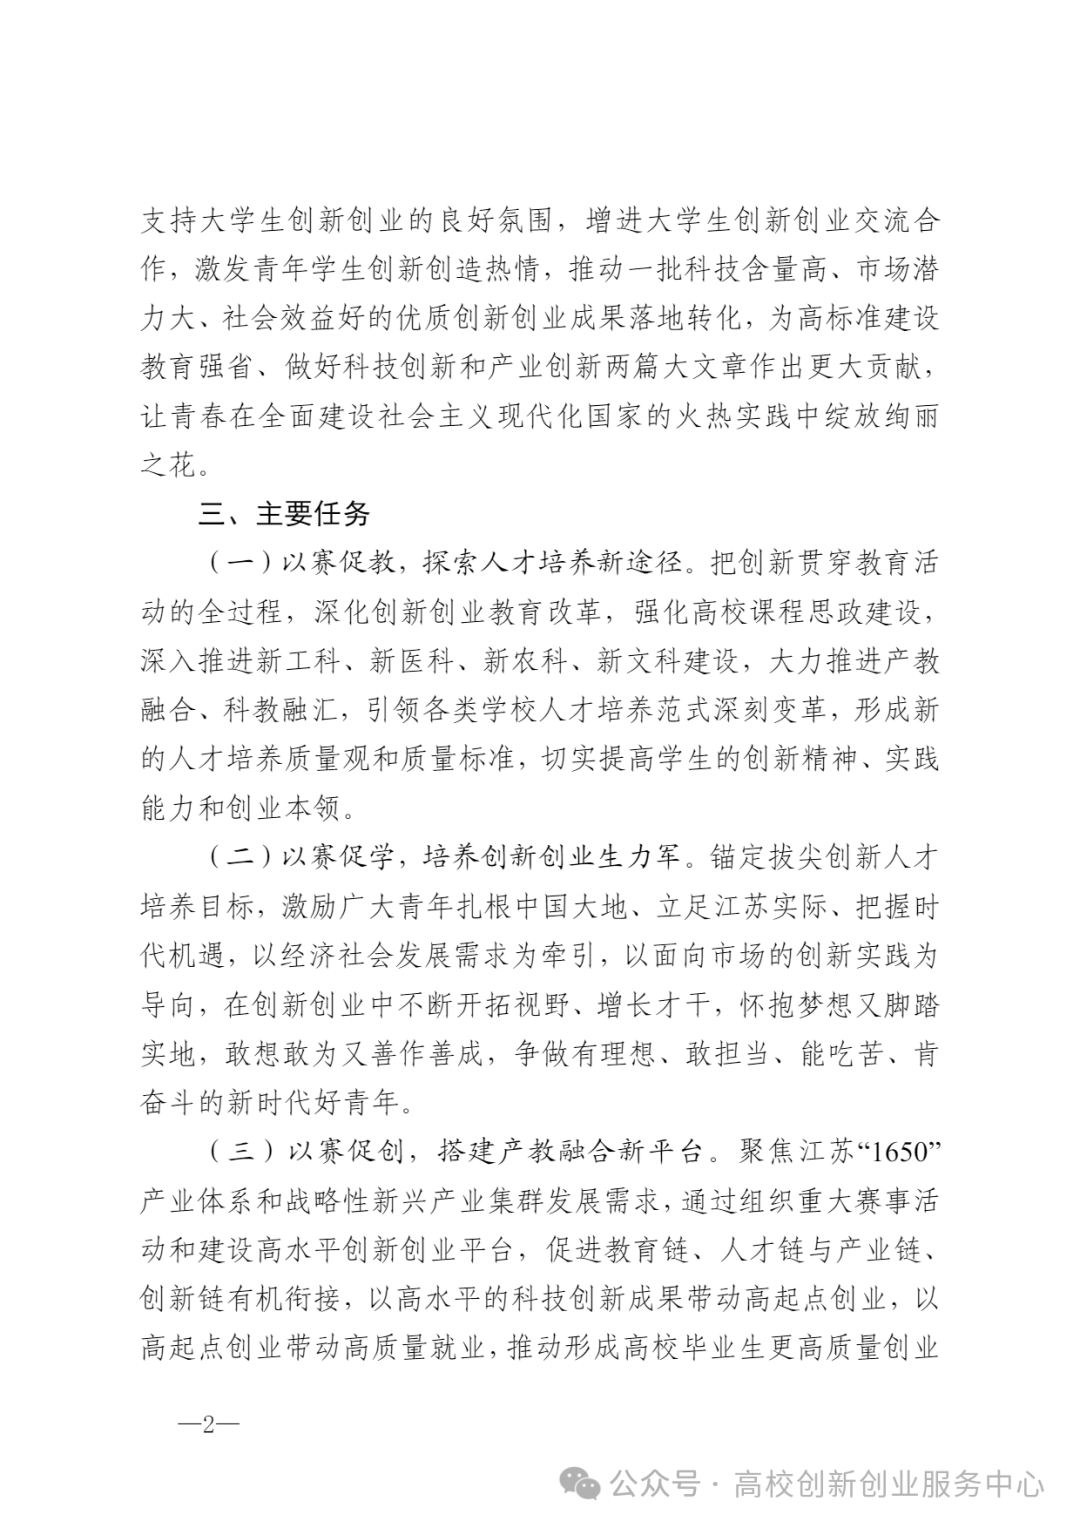 支持大学生创新创业的良好氛围，增进大学生创新创业交流合
作，激发青年学生创新创造热情，推动一批科技含量高、市场潜
力大、社会效益好的优质创新创业成果落地转化，为高标准建设
教育强省、做好科技创新和产业创新两篇大文章作出更大贡献，
让青春在全面建设社会主义现代化国家的火热实践中绽放绚丽
之花。
三、主要任务
（一）以赛促教，探索人才培养新途径。把创新贯穿教育活
动的全过程，深化创新创业教育改革，强化高校课程思政建设，
深入推进新工科、新医科、新农科、新文科建设，大力推进产教
融合、科教融汇，引领各类学校人才培养范式深刻变革，形成新
的人才培养质量观和质量标准，切实提高学生的创新精神、实践
能力和创业本领。
（二）以赛促学，培养创新创业生力军。锚定拔尖创新人才
培养目标，激励广大青年扎根中国大地、立足江苏实际、把握时
代机遇，以经济社会发展需求为牵引，以面向市场的创新实践为
导向，在创新创业中不断开拓视野、增长才干，怀抱梦想又脚踏
实地，敢想敢为又善作善成，争做有理想、敢担当、能吃苦、肯
奋斗的新时代好青年。
（三）以赛促创，搭建产教融合新平台。聚焦江苏“1650”
产业体系和战略性新兴产业集群发展需求，通过组织重大赛事活
动和建设高水平创新创业平台，促进教育链、人才链与产业链、
创新链有机衔接，以高水平的科技创新成果带动高起点创业，以
高起点创业带动高质量就业，推动形成高校毕业生更高质量创业
—2—
公众号·高校创新创业服务中心